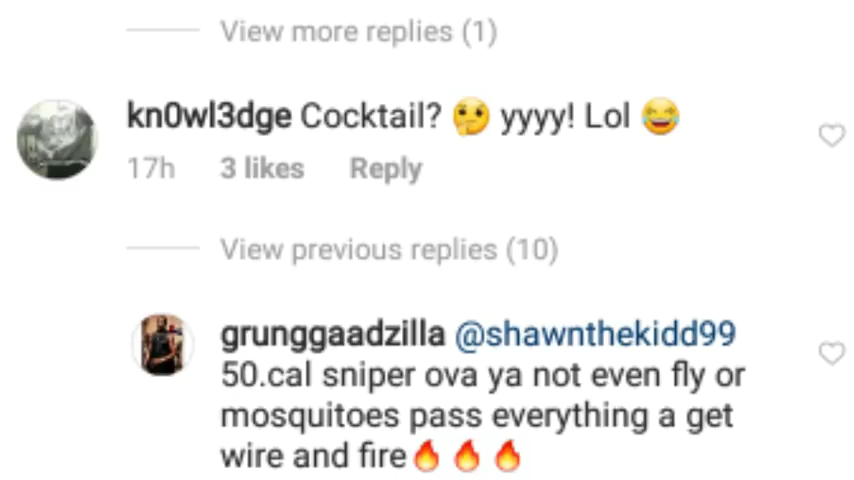 View more replies (1)
kn0wl3dge Cocktail? 🤔 yyyy! Lol 😂
17h 3 likes Reply
View previous replies (10)
grunggaadzilla @shawnthekidd99
50.cal sniper ova ya not even fly or
mosquitoes pass everything a get
wire and fire🔥🔥🔥